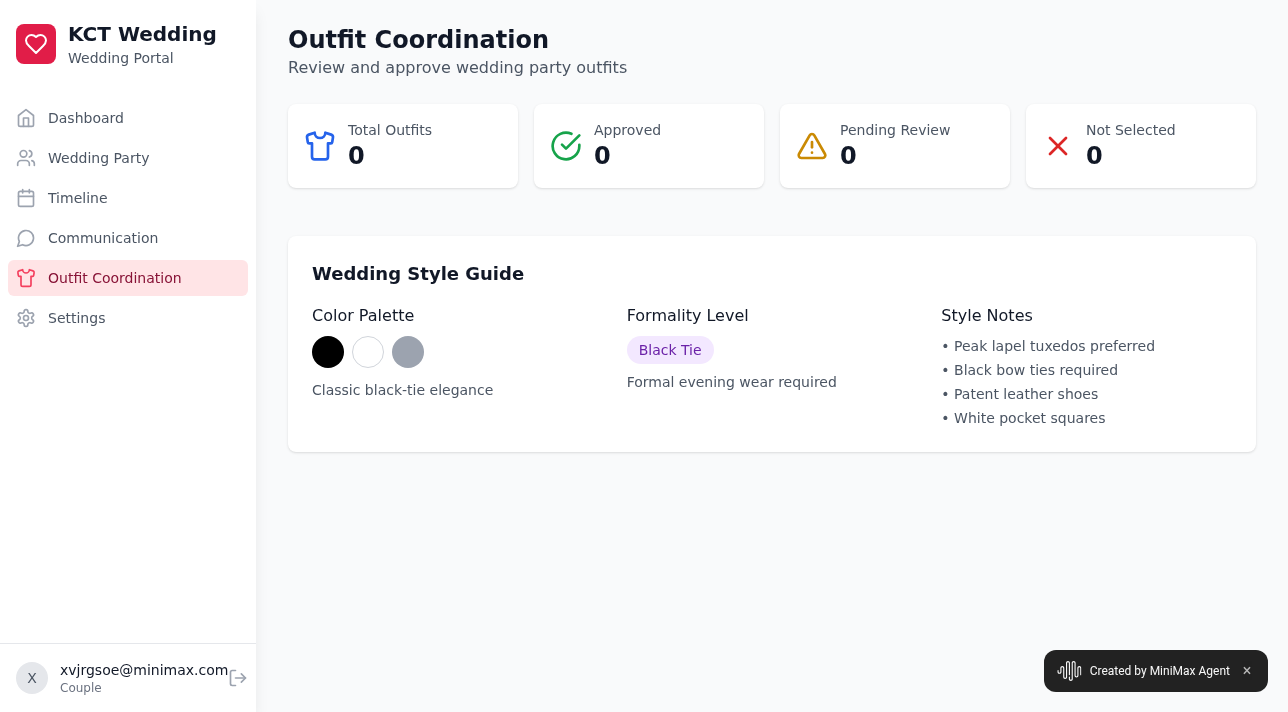 KCT Wedding
Wedding Portal
Dashboard
Wedding Party
Timeline
Communication
Outfit Coordination
Settings
X
xvjrgsoe@minimax.com
Couple
Outfit Coordination
Review and approve wedding party outfits
Total Outfits
0
Approved
0
Pending Review
0
Not Selected
0
Wedding Style Guide
Color Palette
Classic black-tie elegance
Formality Level
Black Tie
Formal evening wear required
Style Notes
• Peak lapel tuxedos preferred
• Black bow ties required
• Patent leather shoes
• White pocket squares
Created by MiniMax Agent ×